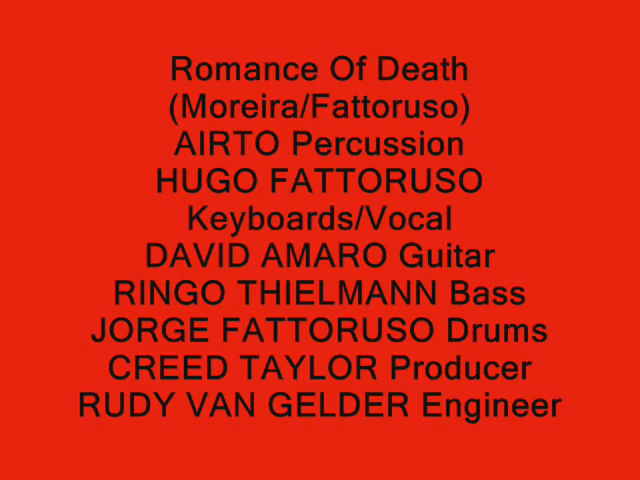 Romance Of Death
(Moreira/Fattoruso)
AIRTO Percussion
HUGO FATTORUSO
Keyboards/Vocal
DAVID AMARO Guitar
RINGO THIELMANN Bass
JORGE FATTORUSO Drums
CREED TAYLOR Producer
RUDY VAN GELDER Engineer